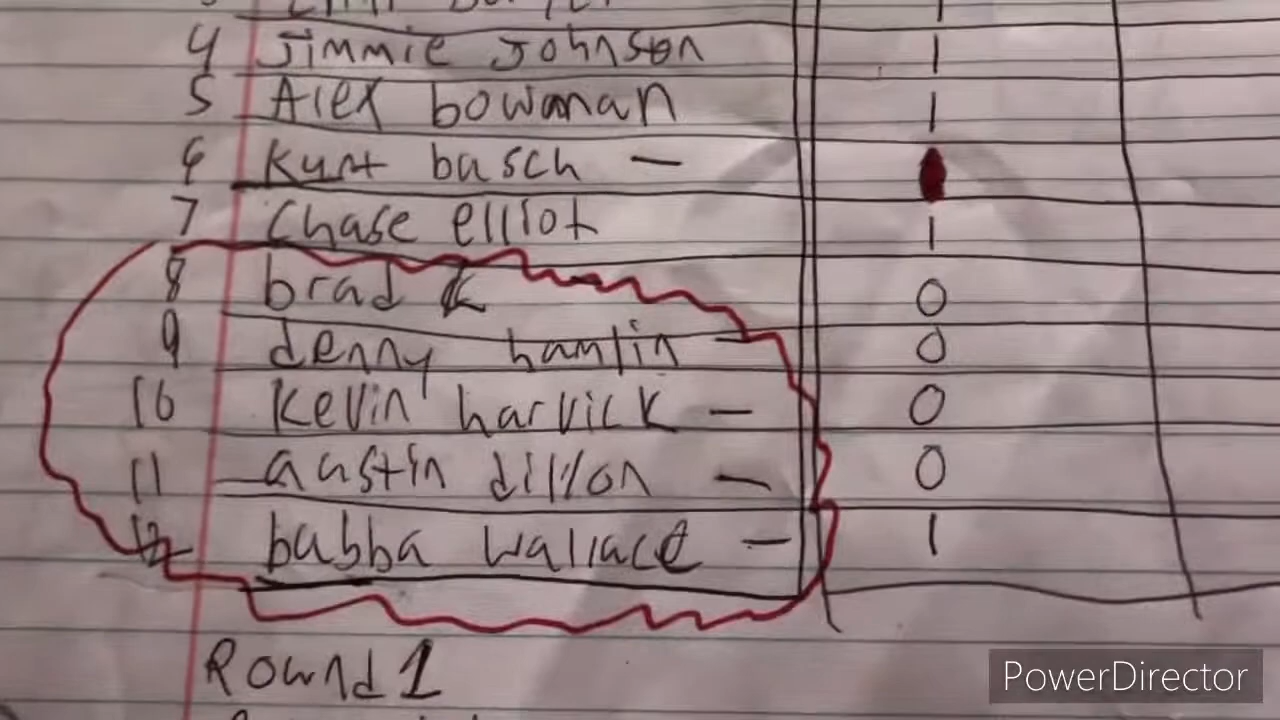 4 Jimmie Johnson 1
5 Alex bowman 1
6 Kurt busch —
7 Chase elliot 1
8 brad K 0
9 denny hamlin — 0
10 Kevin harvick — 0
11 austin dillon — 0
12 bubba wallace — 1
Round 1
PowerDirector